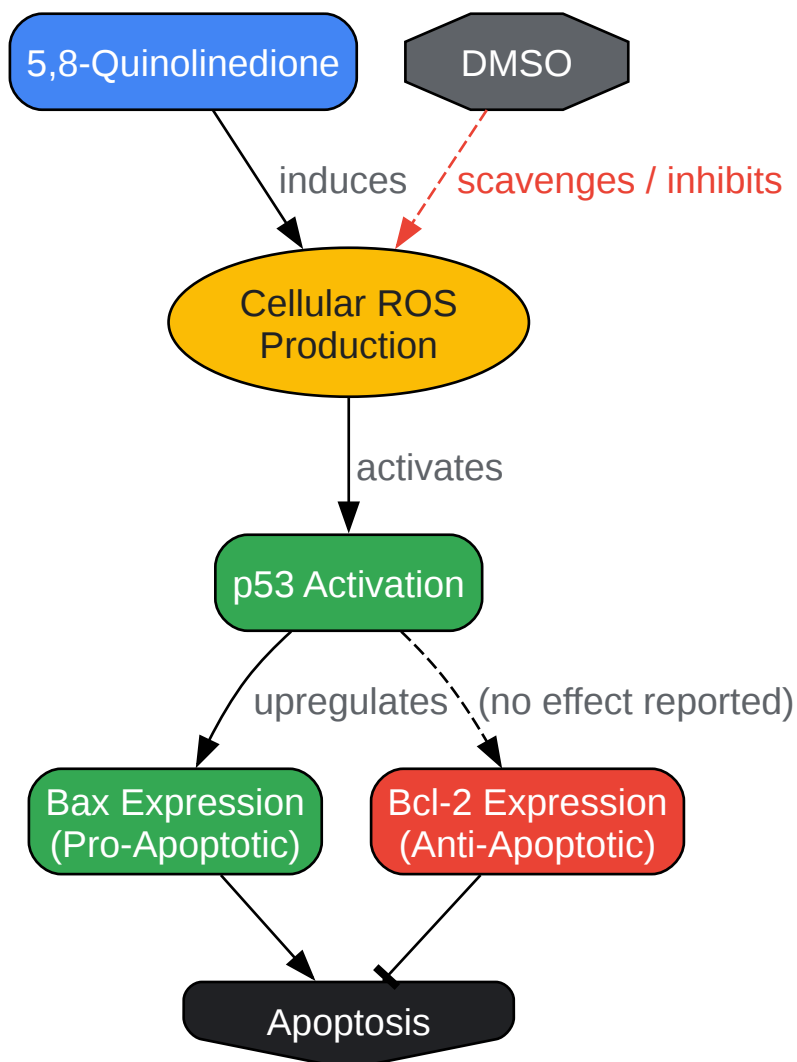 5,8-Quinolinedione
DMSO
induces
scavenges / inhibits
Cellular ROS
Production
activates
p53 Activation
upregulates
(no effect reported)
Bax Expression
(Pro-Apoptotic)
Bcl-2 Expression
(Anti-Apoptotic)
Apoptosis